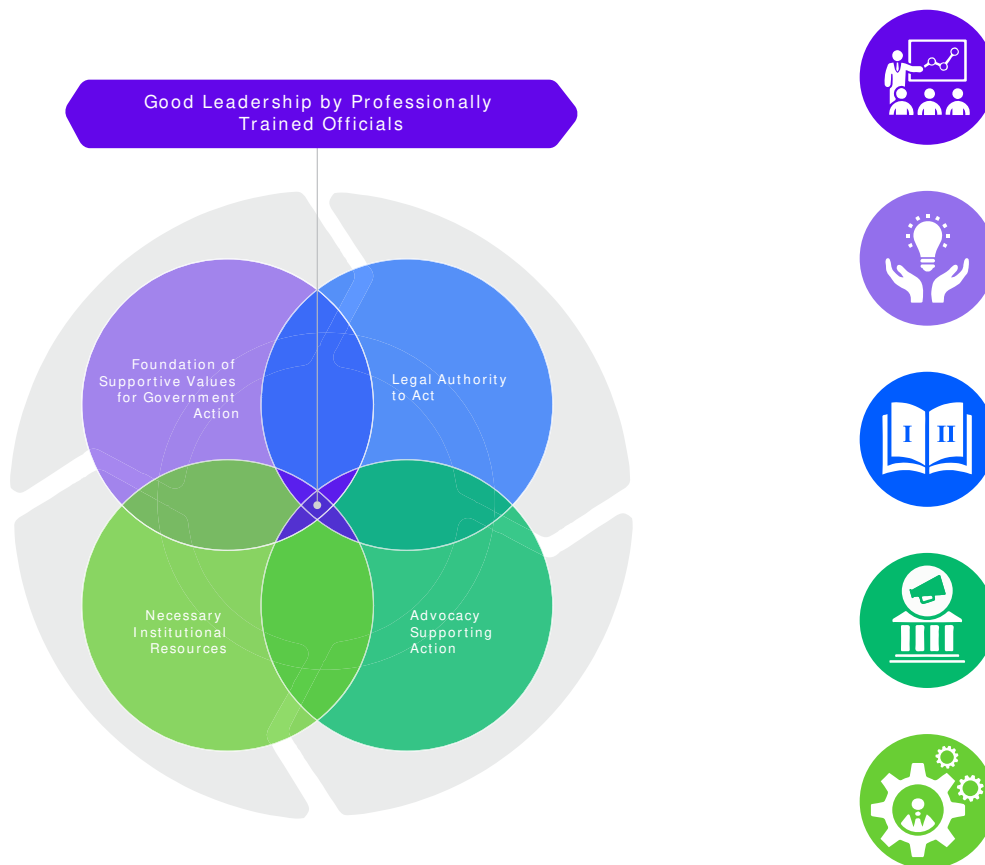 Good Leadership by Professionally
Trained Officials
Foundation of
Supportive Values
for Government
Action
Legal Authority
to Act
I II
Necessary
Institutional
Resources
Advocacy
Supporting
Action